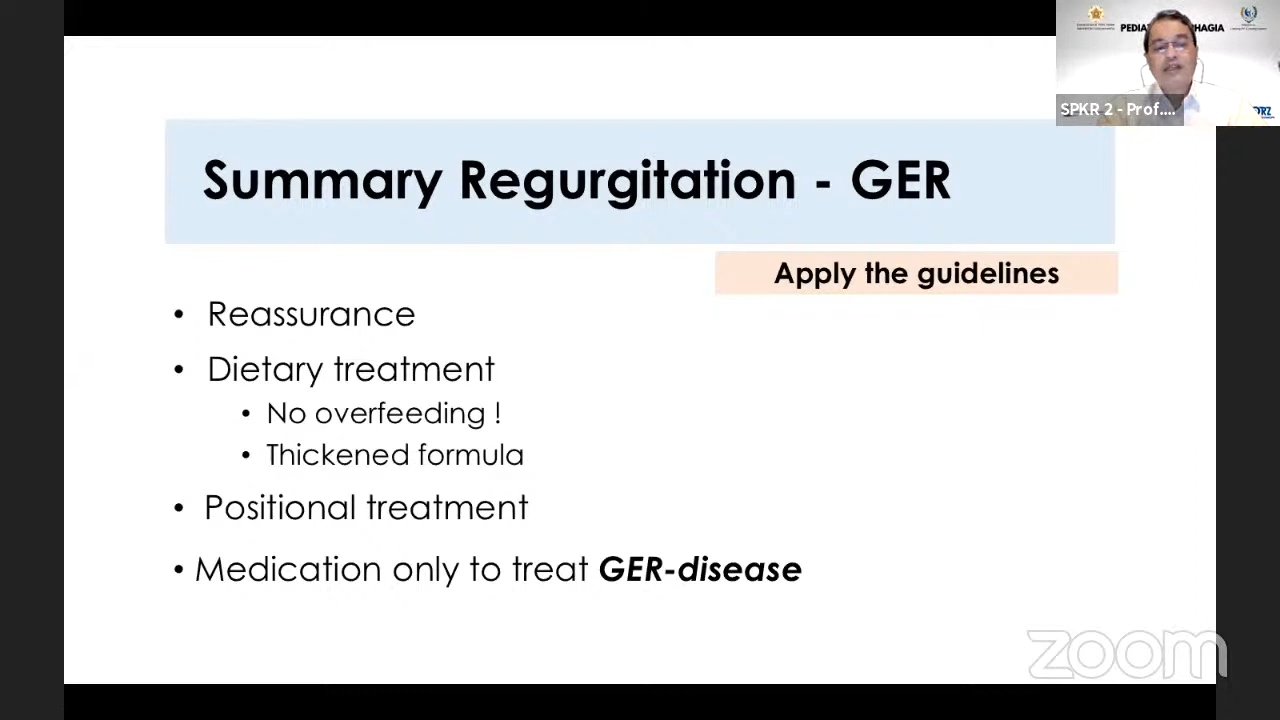 PEDIA
HAGIA
SPKR 2 - Prof....
Summary Regurgitation - GER
Apply the guidelines
• Reassurance
• Dietary treatment
• No overfeeding !
• Thickened formula
• Positional treatment
• Medication only to treat GER-disease
zoom